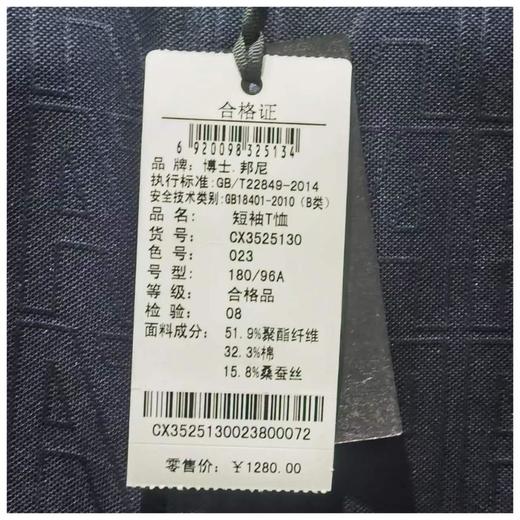 合格证
6 920098 325134
品 牌: 博士.邦尼
执行标准:GB/T22849-2014
安全技术类别:GB18401-2010 (B类)
品 名: 短袖T恤
货 号: CX3525130
色 号: 023
号 型: 180/96A
等 级: 合格品
检 验: 08
面料成分: 51.9%聚酯纤维
32.3%棉
15.8%桑蚕丝
CX3525130023800072
零售价: ¥1280.00